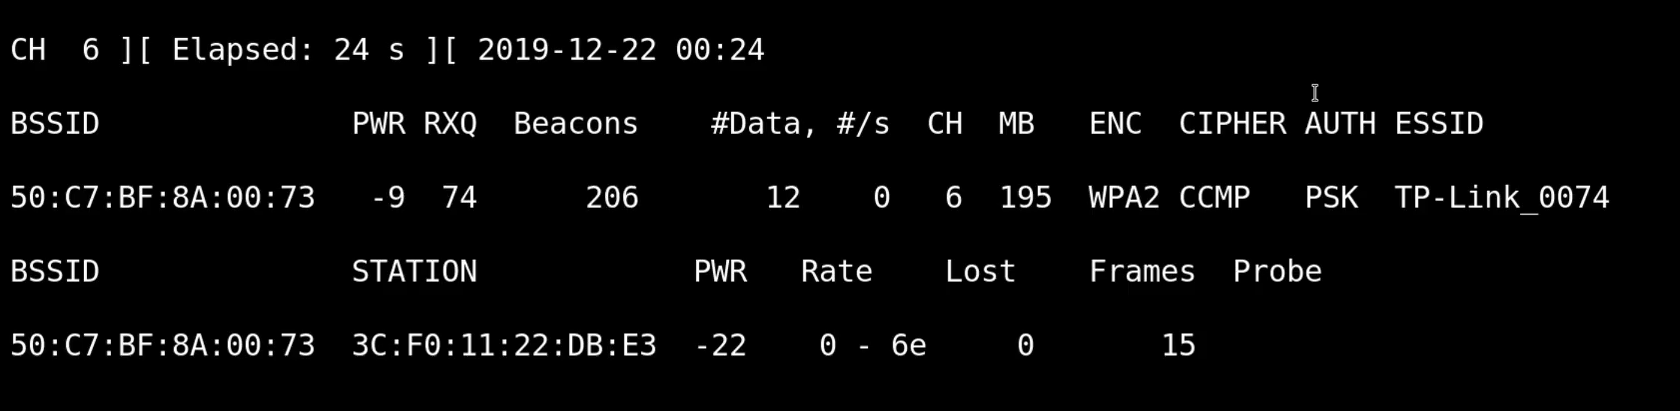 CH  6 ][ Elapsed: 24 s ][ 2019-12-22 00:24
BSSID              PWR RXQ  Beacons    #Data, #/s  CH  MB   ENC  CIPHER AUTH ESSID
50:C7:BF:8A:00:73   -9  74      206       12    0   6  195  WPA2 CCMP   PSK  TP-Link_0074
BSSID              STATION            PWR   Rate    Lost    Frames  Probe
50:C7:BF:8A:00:73  3C:F0:11:22:DB:E3  -22    0 - 6e     0       15